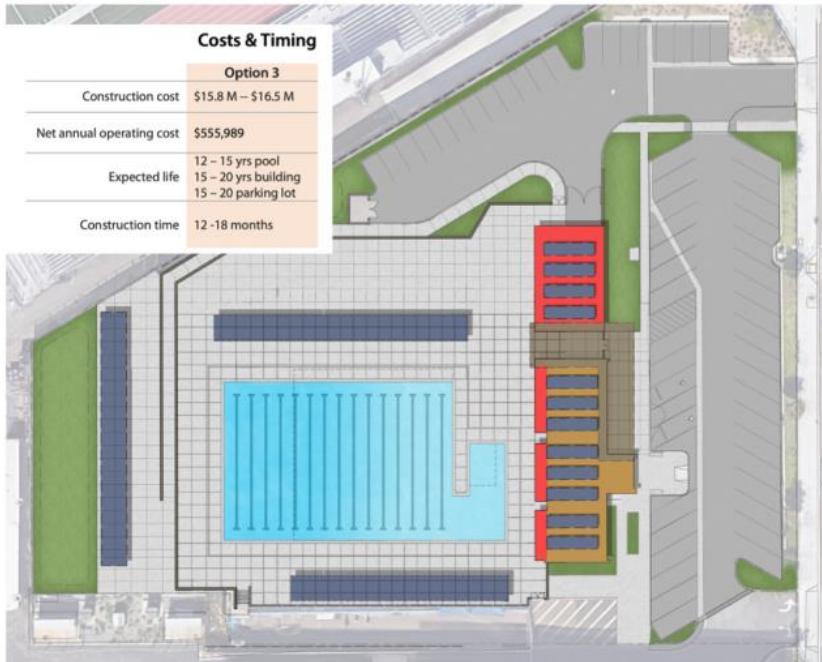 Costs & Timing
Option 3
Construction cost $15.8 M -- $16.5 M
Net annual operating cost $555,989
Expected life 12 – 15 yrs pool
15 – 20 yrs building
15 – 20 parking lot
Construction time 12 -18 months